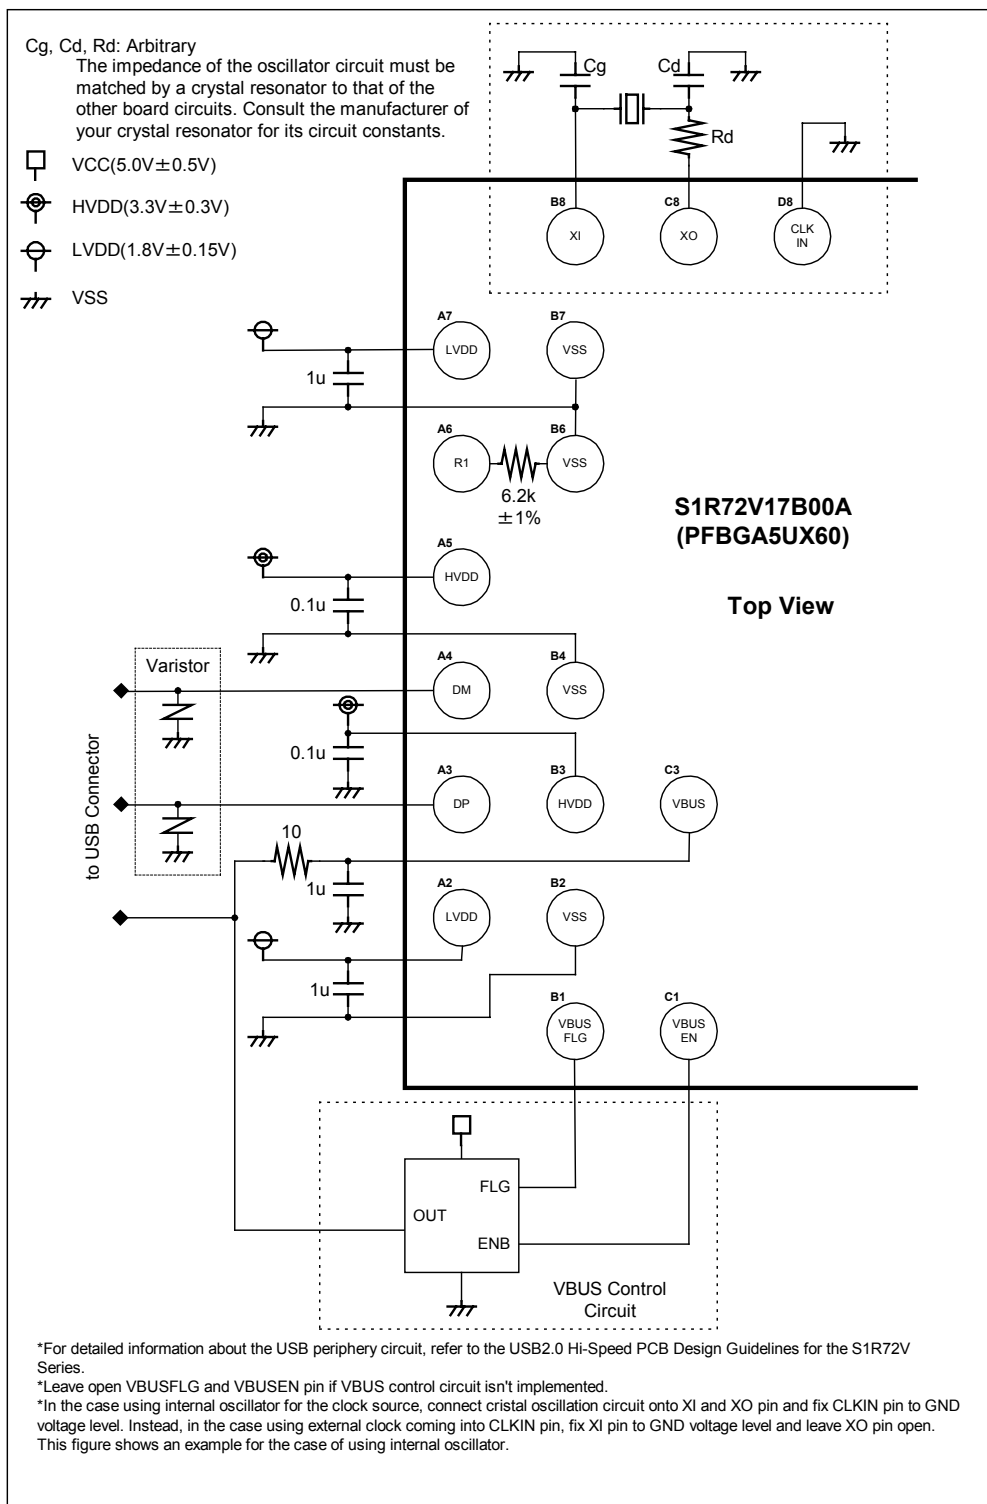 Cg, Cd, Rd: Arbitrary
The impedance of the oscillator circuit must be
matched by a crystal resonator to that of the
other board circuits. Consult the manufacturer of
your crystal resonator for its circuit constants.
VCC(5.0V±0.5V)
HVDD(3.3V±0.3V)
LVDD(1.8V±0.15V)
VSS
Cg
Cd
Rd
B8
XI
C8
XO
D8
CLK
IN
A7
LVDD
B7
VSS
1u
A6
R1
B6
VSS
6.2k
±1%
S1R72V17B00A
(PFBGA5UX60)
Top View
A5
HVDD
0.1u
Varistor
A4
DM
B4
VSS
0.1u
to USB Connector
A3
DP
B3
HVDD
C3
VBUS
10
1u
A2
LVDD
B2
VSS
1u
B1
VBUS
FLG
C1
VBUS
EN
FLG
OUT
ENB
VBUS Control
Circuit
*For detailed information about the USB periphery circuit, refer to the USB2.0 Hi-Speed PCB Design Guidelines for the S1R72V
Series.
*Leave open VBUSFLG and VBUSEN pin if VBUS control circuit isn't implemented.
*In the case using internal oscillator for the clock source, connect cristal oscillation circuit onto XI and XO pin and fix CLKIN pin to GND
voltage level. Instead, in the case using external clock coming into CLKIN pin, fix XI pin to GND voltage level and leave XO pin open.
This figure shows an example for the case of using internal oscillator.